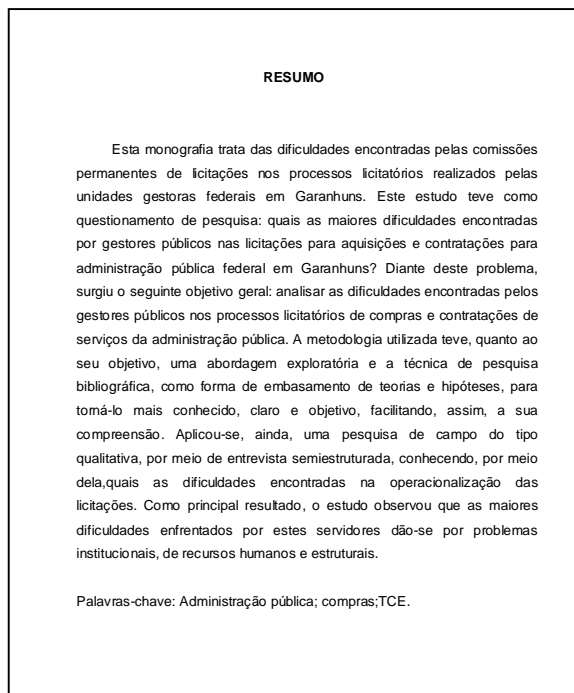 RESUMO
Esta monografia trata das dificuldades encontradas pelas comissões
permanentes de licitações nos processos licitatórios realizados pelas
unidades gestoras federais em Garanhuns. Este estudo teve como
questionamento de pesquisa: quais as maiores dificuldades encontradas
por gestores públicos nas licitações para aquisições e contratações para
administração pública federal em Garanhuns? Diante deste problema,
surgiu o seguinte objetivo geral: analisar as dificuldades encontradas pelos
gestores públicos nos processos licitatórios de compras e contratações de
serviços da administração pública. A metodologia utilizada teve, quanto ao
seu objetivo, uma abordagem exploratória e a técnica de pesquisa
bibliográfica, como forma de embasamento de teorias e hipóteses, para
torná-lo mais conhecido, claro e objetivo, facilitando, assim, a sua
compreensão. Aplicou-se, ainda, uma pesquisa de campo do tipo
qualitativa, por meio de entrevista semiestruturada, conhecendo, por meio
dela,quais as dificuldades encontradas na operacionalização das
licitações. Como principal resultado, o estudo observou que as maiores
dificuldades enfrentados por estes servidores dão-se por problemas
institucionais, de recursos humanos e estruturais.
Palavras-chave: Administração pública; compras;TCE.